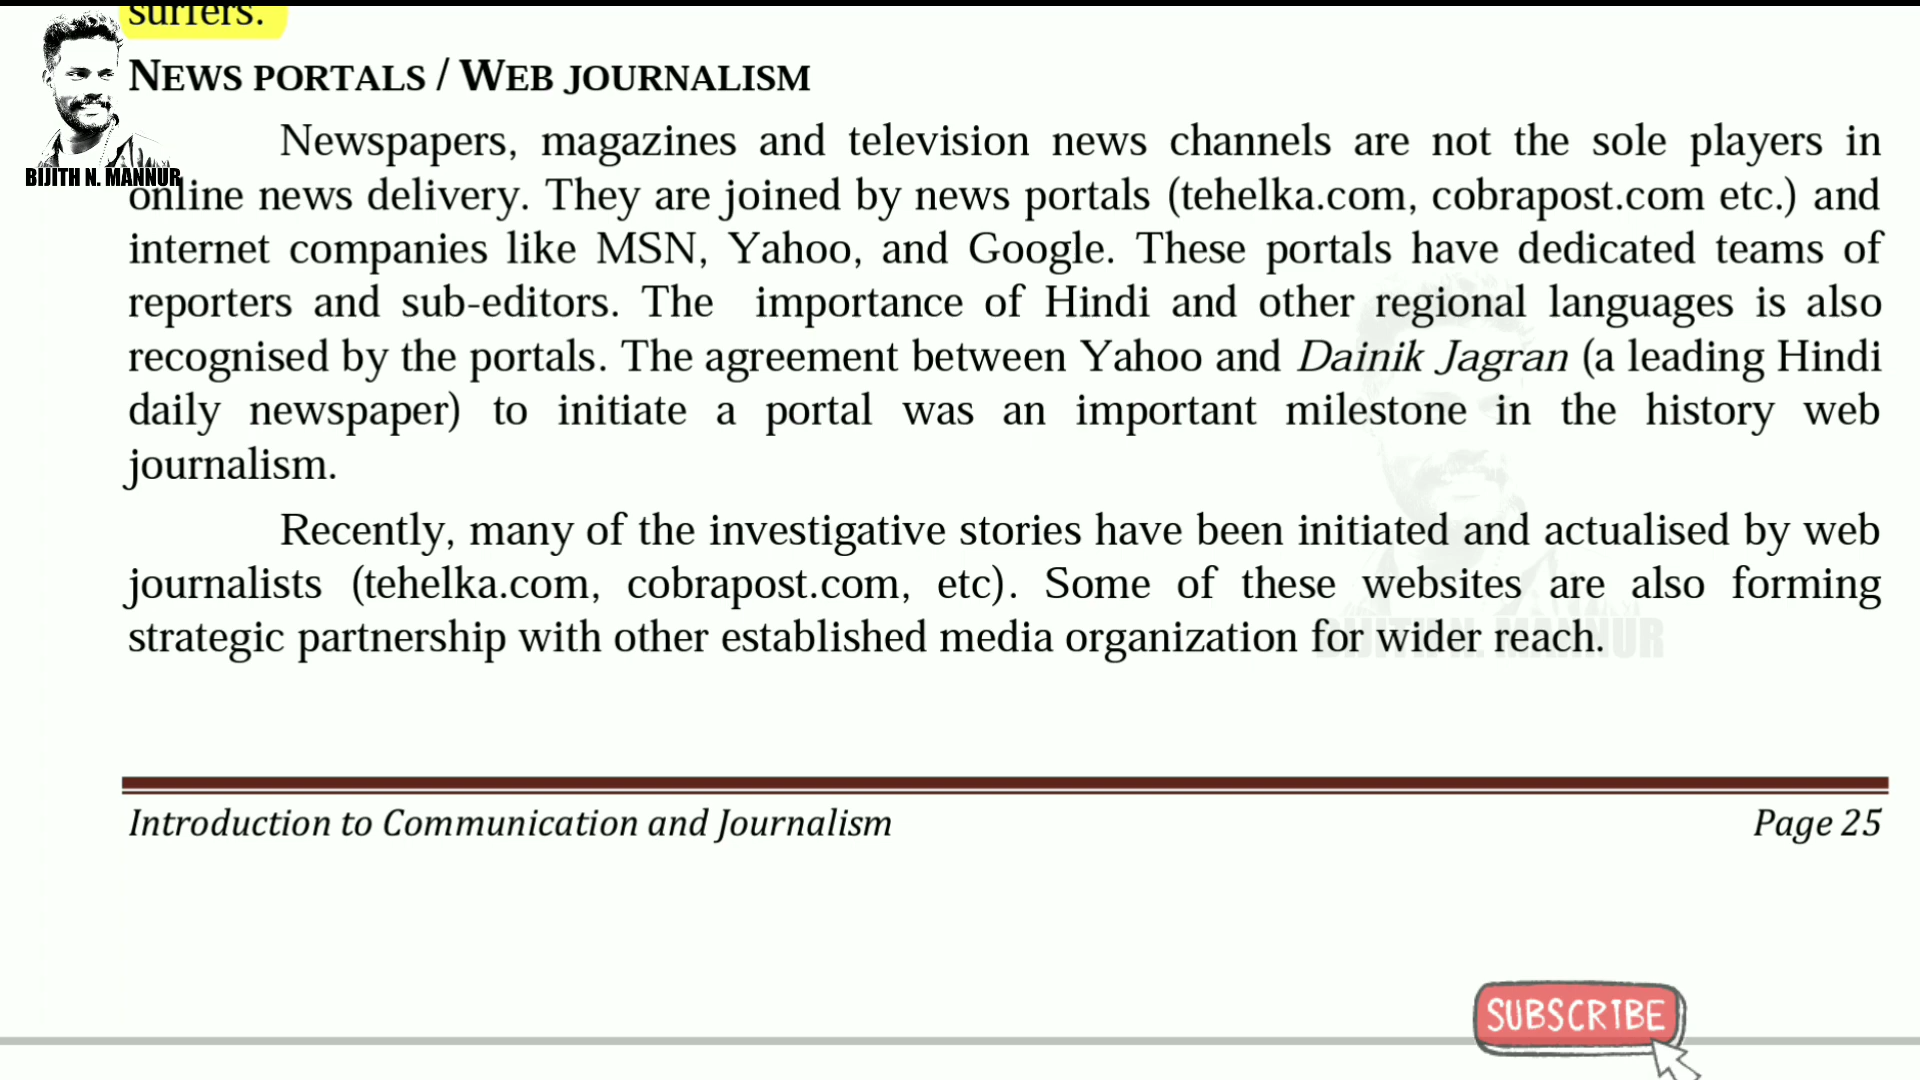 surfers.
NEWS PORTALS / WEB JOURNALISM
Newspapers, magazines and television news channels are not the sole players in
online news delivery. They are joined by news portals (tehelka.com, cobrapost.com etc.) and
internet companies like MSN, Yahoo, and Google. These portals have dedicated teams of
reporters and sub-editors. The importance of Hindi and other regional languages is also
recognised by the portals. The agreement between Yahoo and Dainik Jagran (a leading Hindi
daily newspaper) to initiate a portal was an important milestone in the history web
journalism.
Recently, many of the investigative stories have been initiated and actualised by web
journalists (tehelka.com, cobrapost.com, etc). Some of these websites are also forming
strategic partnership with other established media organization for wider reach.
Introduction to Communication and Journalism Page 25
BIJITH N. MANNUR
BIJITH N. MANNUR
SUBSCRIBE